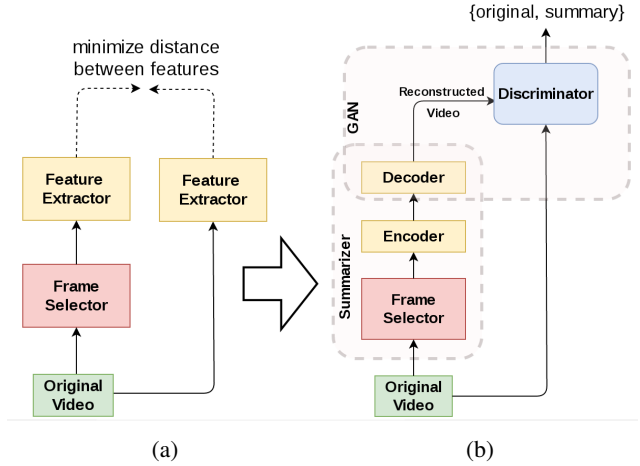 minimize distance
between features
Feature
Extractor
Feature
Extractor
Frame
Selector
Original
Video
(a)
{original, summary}
GAN
Reconstructed
Video
Discriminator
Decoder
Summarizer
Encoder
Frame
Selector
Original
Video
(b)